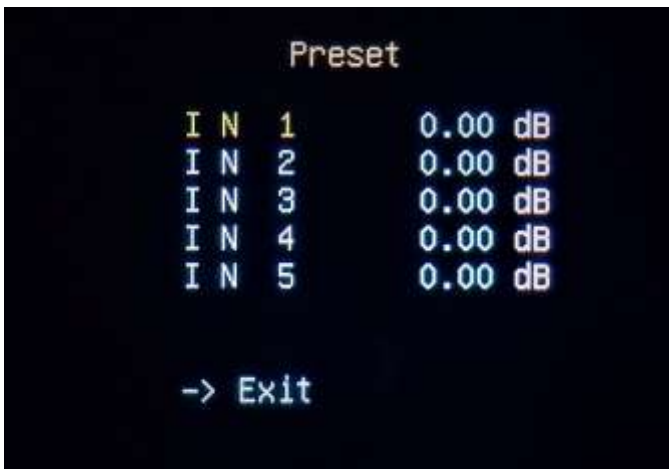 Preset
I N 1 0.00 dB
I N 2 0.00 dB
I N 3 0.00 dB
I N 4 0.00 dB
I N 5 0.00 dB
-> Exit